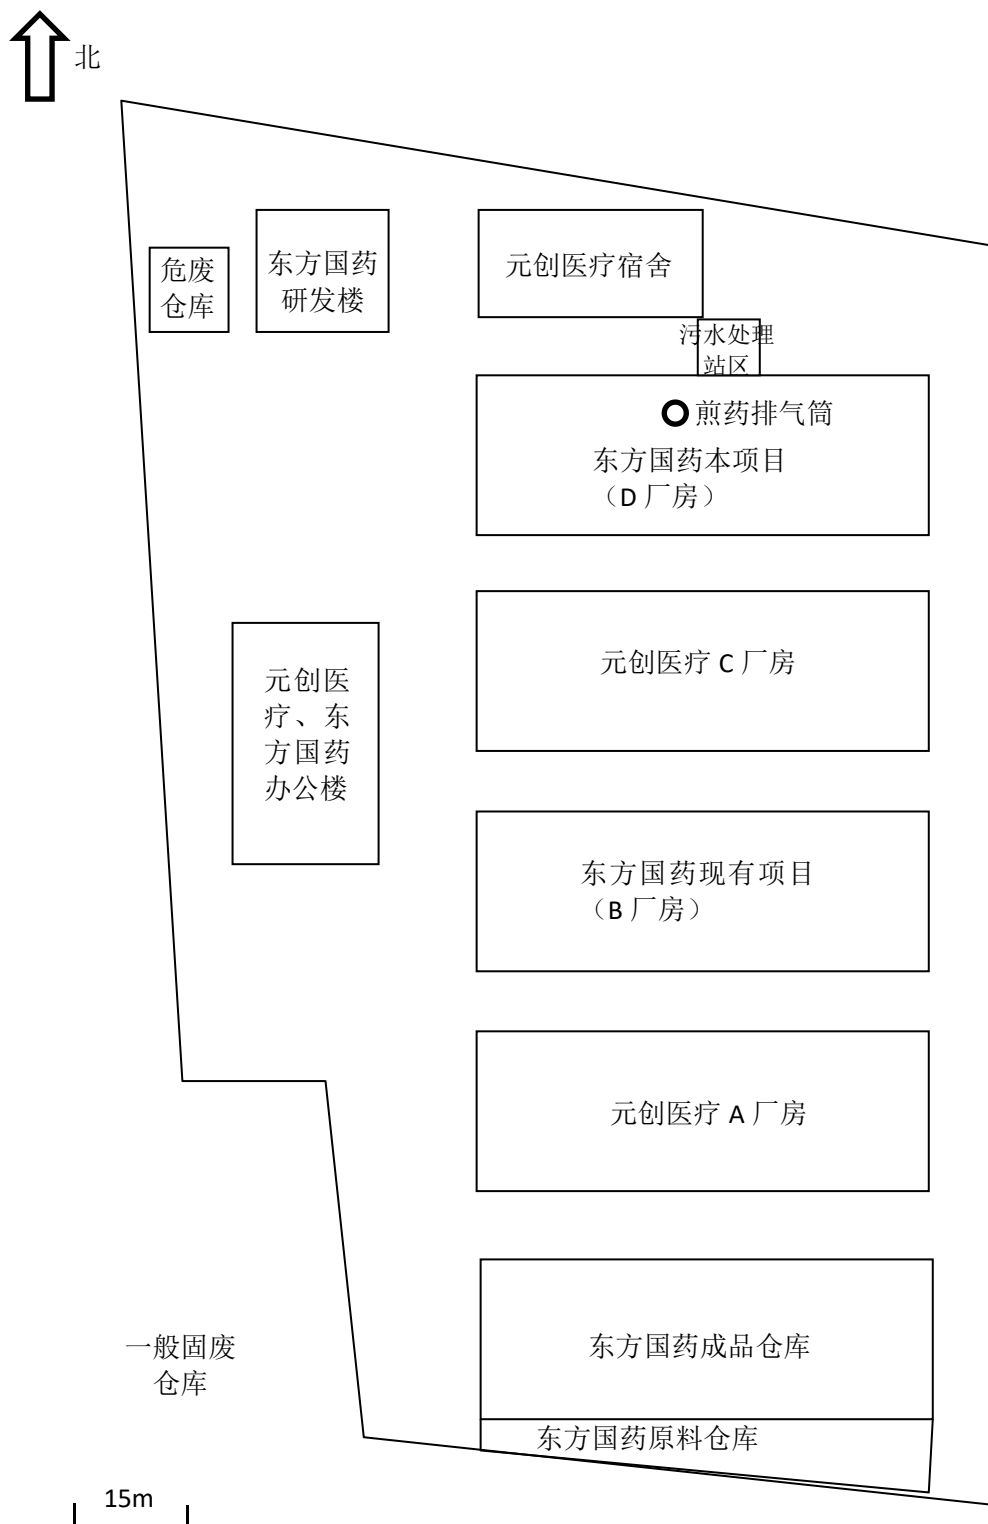 北
危废
仓库
东方国药
研发楼
元创医疗宿舍
污水处理
站区
煎药排气筒
东方国药本项目
（D 厂房）
元创医疗 C 厂房
元创医
疗、东
方国药
办公楼
东方国药现有项目
（B 厂房）
元创医疗 A 厂房
东方国药成品仓库
一般固废
仓库
东方国药原料仓库
15m